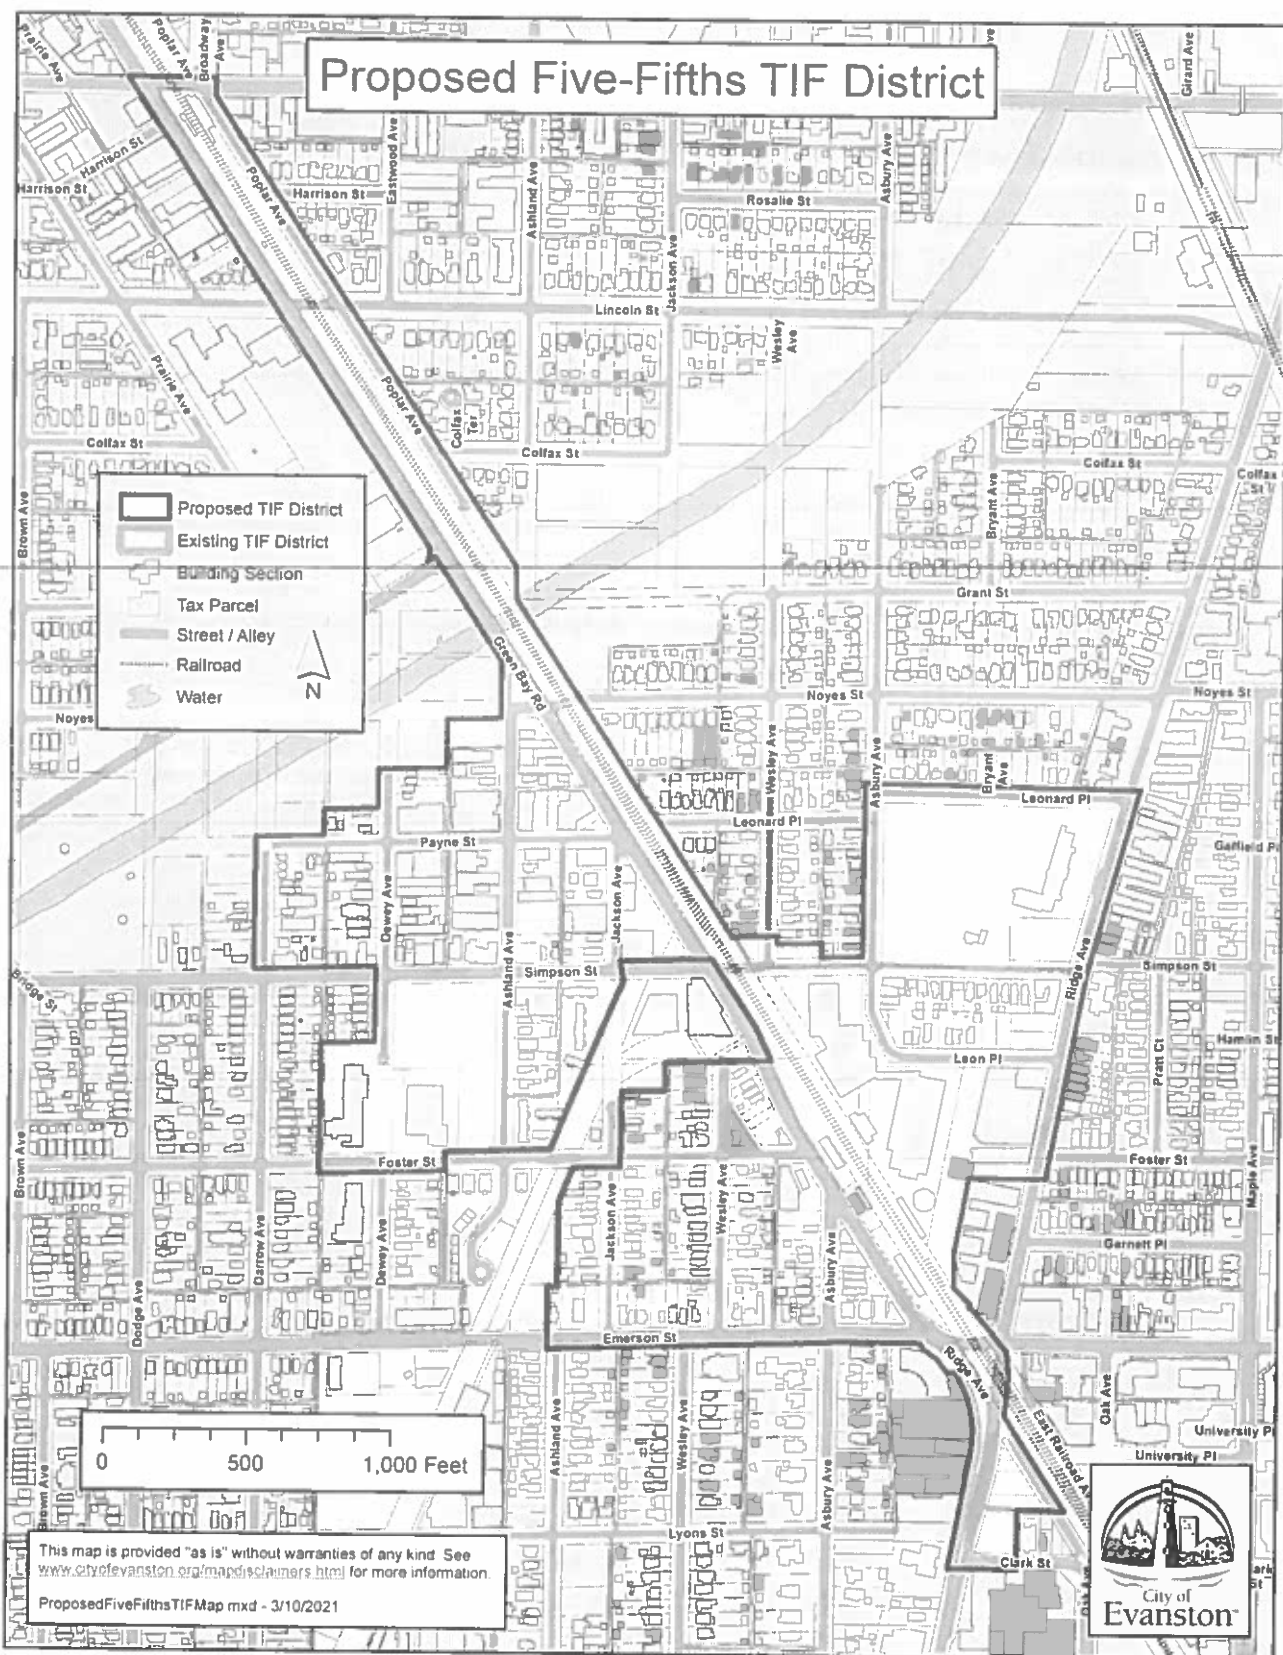 Proposed Five-Fifths TIF District
Prairie Ave
Poplar Ave
Broadway Ave
Ave
Girard Ave
Harrison St
Harrison St
Poplar Ave
Harrison St
Eastwood Ave
Ashland Ave
Rosalie St
Asbury Ave
Jackson Ave
Lincoln St
Wesley Ave
Prairie Ave
Poplar Ave
Colfax Ter
Colfax St
Colfax St
Colfax St
Colfax St
Bryant Ave
Brown Ave
Proposed TIF District
Existing TIF District
Building Section
Tax Parcel
Street / Alley
Railroad
Water
N
Grant St
Green Bay Rd
Noyes St
Noyes St
Noyes
Wesley Ave
Asbury Ave
Bryant Ave
Leonard Pl
Leonard Pl
Payne St
Garfield Pl
Dewey Ave
Jackson Ave
Ashland Ave
Simpson St
Simpson St
Ridge Ave
Bridge St
Leon Pl
Pratt Ct
Hamlin St
Foster St
Foster St
Brown Ave
Maple Ave
Jackson Ave
Wesley Ave
Darrow Ave
Dewey Ave
Asbury Ave
Garnett Pl
Dodge Ave
Emerson St
Ridge Ave
Oak Ave
East Railroad Av
University Pl
University Pl
0 500 1,000 Feet
Brown Ave
Ashland Ave
Wesley Ave
Asbury Ave
Lyons St
Clark St
Oak Ave
This map is provided "as is" without warranties of any kind. See
www.cityofevanston.org/mapdisclaimers.html for more information.
ProposedFiveFifthsTIFMap.mxd - 3/10/2021
City of
Evanston